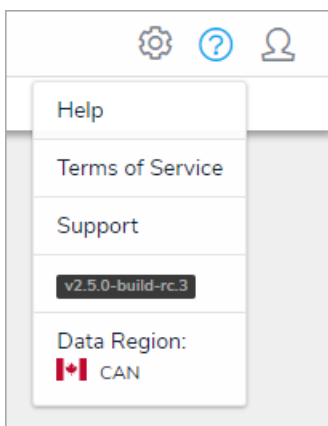 ?
Help
Terms of Service
Support
v2.5.0-build-rc.3
Data Region:
CAN